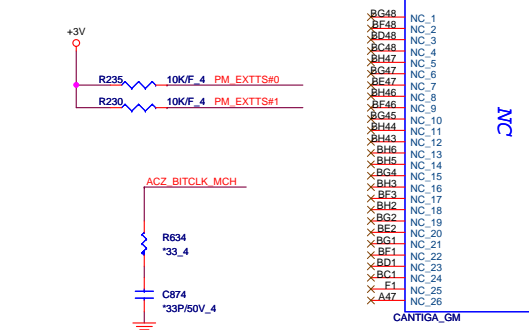 +3V
R235 10K/F_4 PM_EXTTS#0
R230 10K/F_4 PM_EXTTS#1
ACZ_BITCLK_MCH
R634
*33_4
C874
*33P/50V_4
BG48 NC_1
BF48 NC_2
BD48 NC_3
BC48 NC_4
BH47 NC_5
BG47 NC_6
BE47 NC_7
BH46 NC_8
BF46 NC_9
BG45 NC_10
BH44 NC_11
BH43 NC_12
BH6 NC_13
BH5 NC_14
BG4 NC_15
BH3 NC_16
BF3 NC_17
BH2 NC_18
BG2 NC_19
BE2 NC_20
BG1 NC_21
BF1 NC_22
BD1 NC_23
BC1 NC_24
F1 NC_25
A47 NC_26
NC
CANTIGA_GM